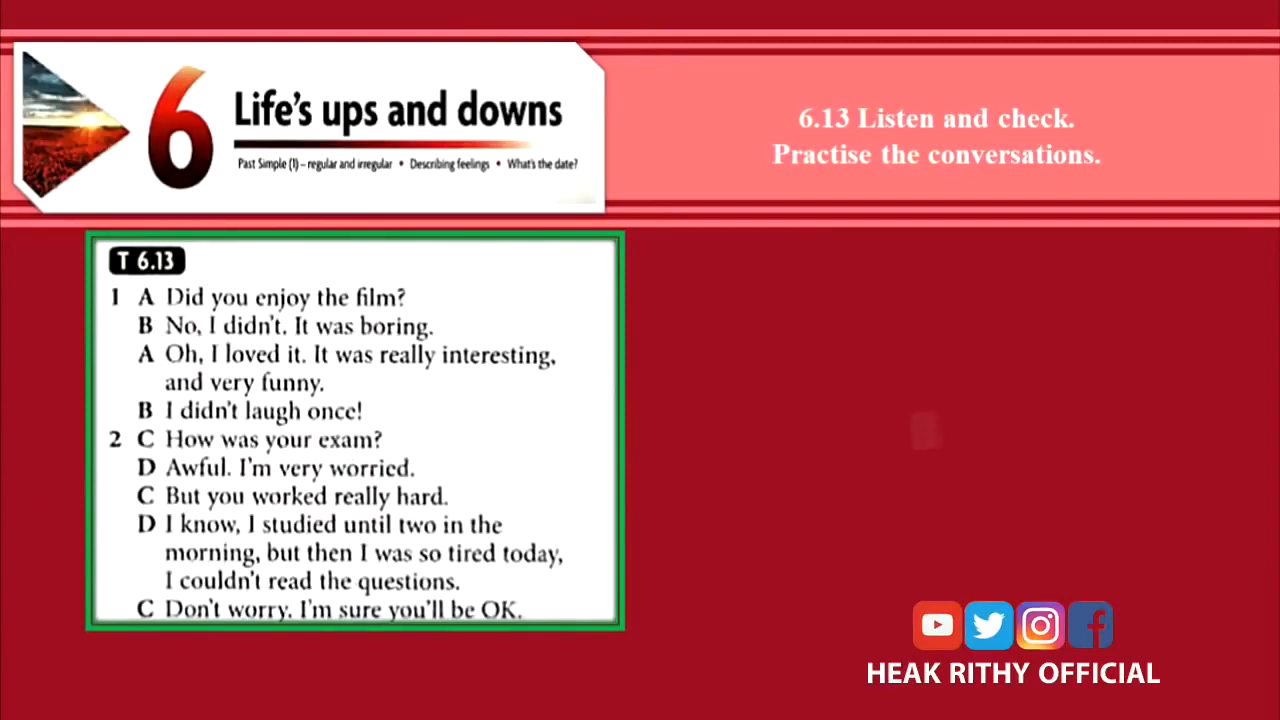 6 Life's ups and downs
Past Simple (1) – regular and irregular • Describing feelings • What's the date?
6.13 Listen and check.
Practise the conversations.
T 6.13
1 A Did you enjoy the film?
B No, I didn't. It was boring.
A Oh, I loved it. It was really interesting,
and very funny.
B I didn't laugh once!
2 C How was your exam?
D Awful. I'm very worried.
C But you worked really hard.
D I know, I studied until two in the
morning, but then I was so tired today,
I couldn't read the questions.
C Don't worry. I'm sure you'll be OK.
HEAK RITHY OFFICIAL